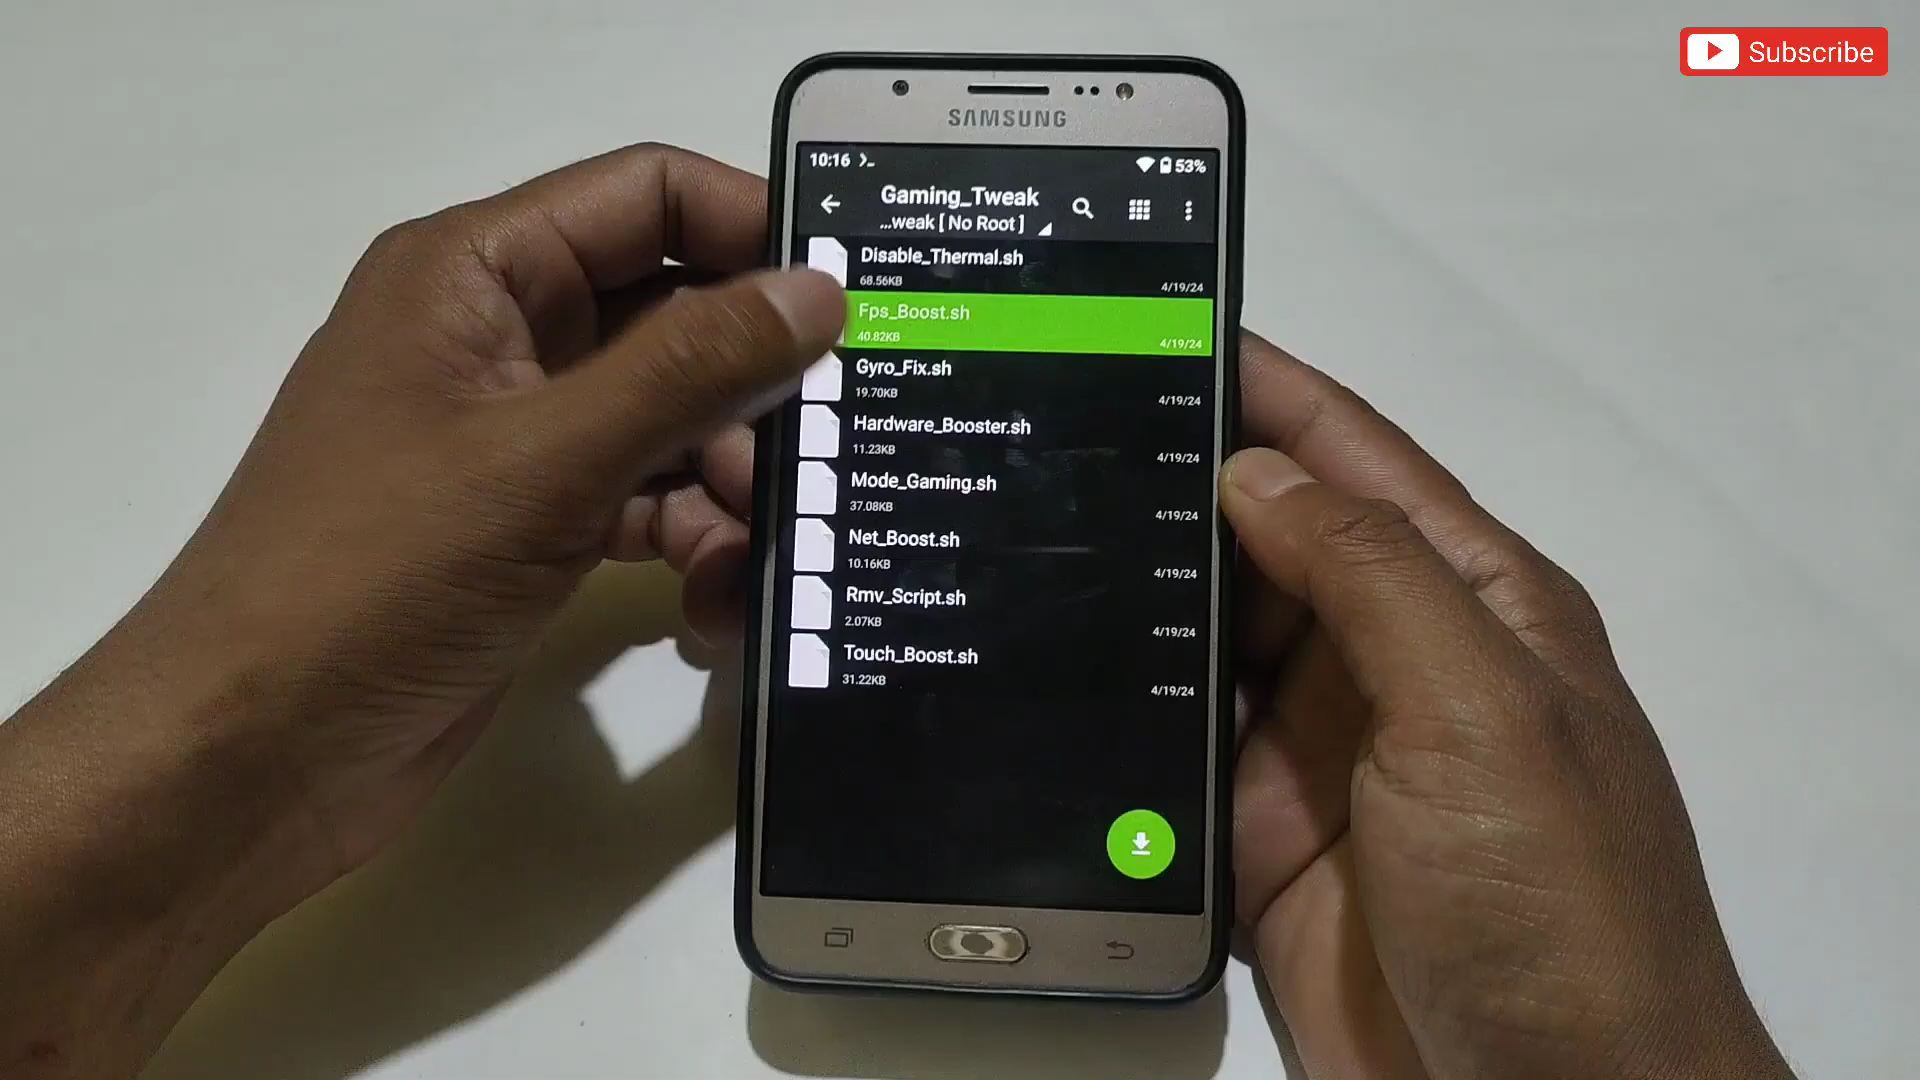 Subscribe
SAMSUNG
10:16 >_ 53%
Gaming_Tweak
...weak [ No Root ]
Disable_Thermal.sh
68.56KB 4/19/24
Fps_Boost.sh
40.82KB 4/19/24
Gyro_Fix.sh
19.70KB 4/19/24
Hardware_Booster.sh
11.23KB 4/19/24
Mode_Gaming.sh
37.08KB 4/19/24
Net_Boost.sh
10.16KB 4/19/24
Rmv_Script.sh
2.07KB 4/19/24
Touch_Boost.sh
31.22KB 4/19/24